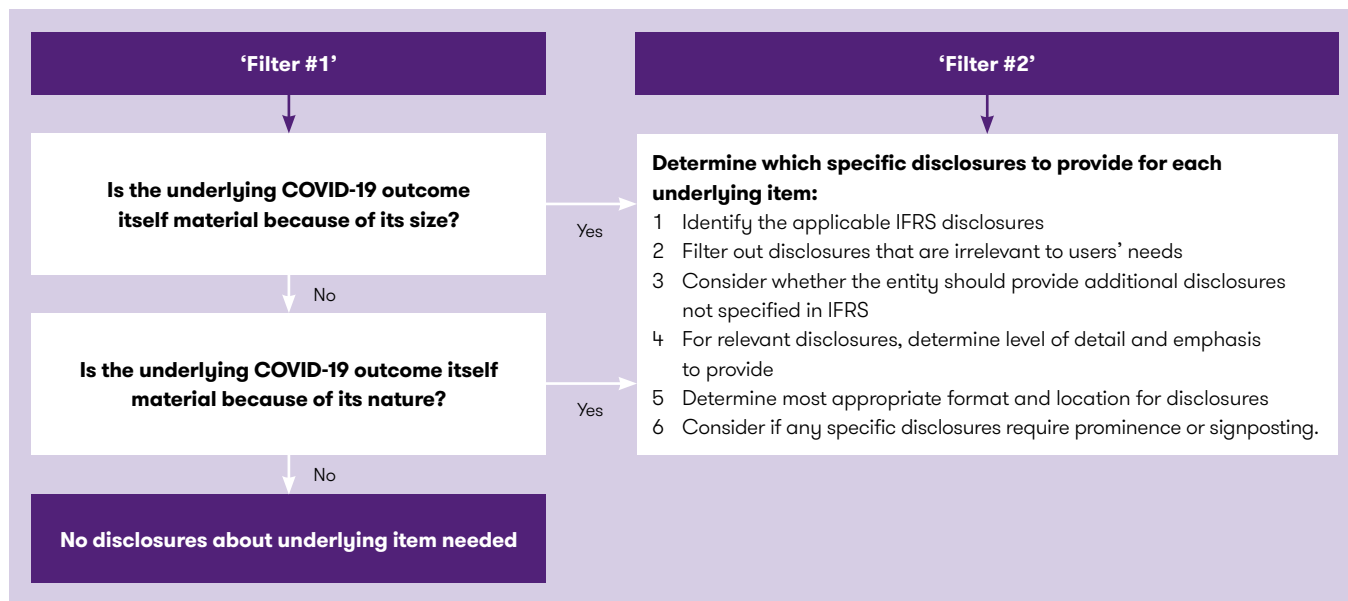 ‘Filter #1’
Is the underlying COVID-19 outcome
itself material because of its size?
Yes
No
Is the underlying COVID-19 outcome itself
material because of its nature?
Yes
No
No disclosures about underlying item needed
‘Filter #2’
Determine which specific disclosures to provide for each
underlying item:
1 Identify the applicable IFRS disclosures
2 Filter out disclosures that are irrelevant to users’ needs
3 Consider whether the entity should provide additional disclosures
not specified in IFRS
4 For relevant disclosures, determine level of detail and emphasis
to provide
5 Determine most appropriate format and location for disclosures
6 Consider if any specific disclosures require prominence or signposting.